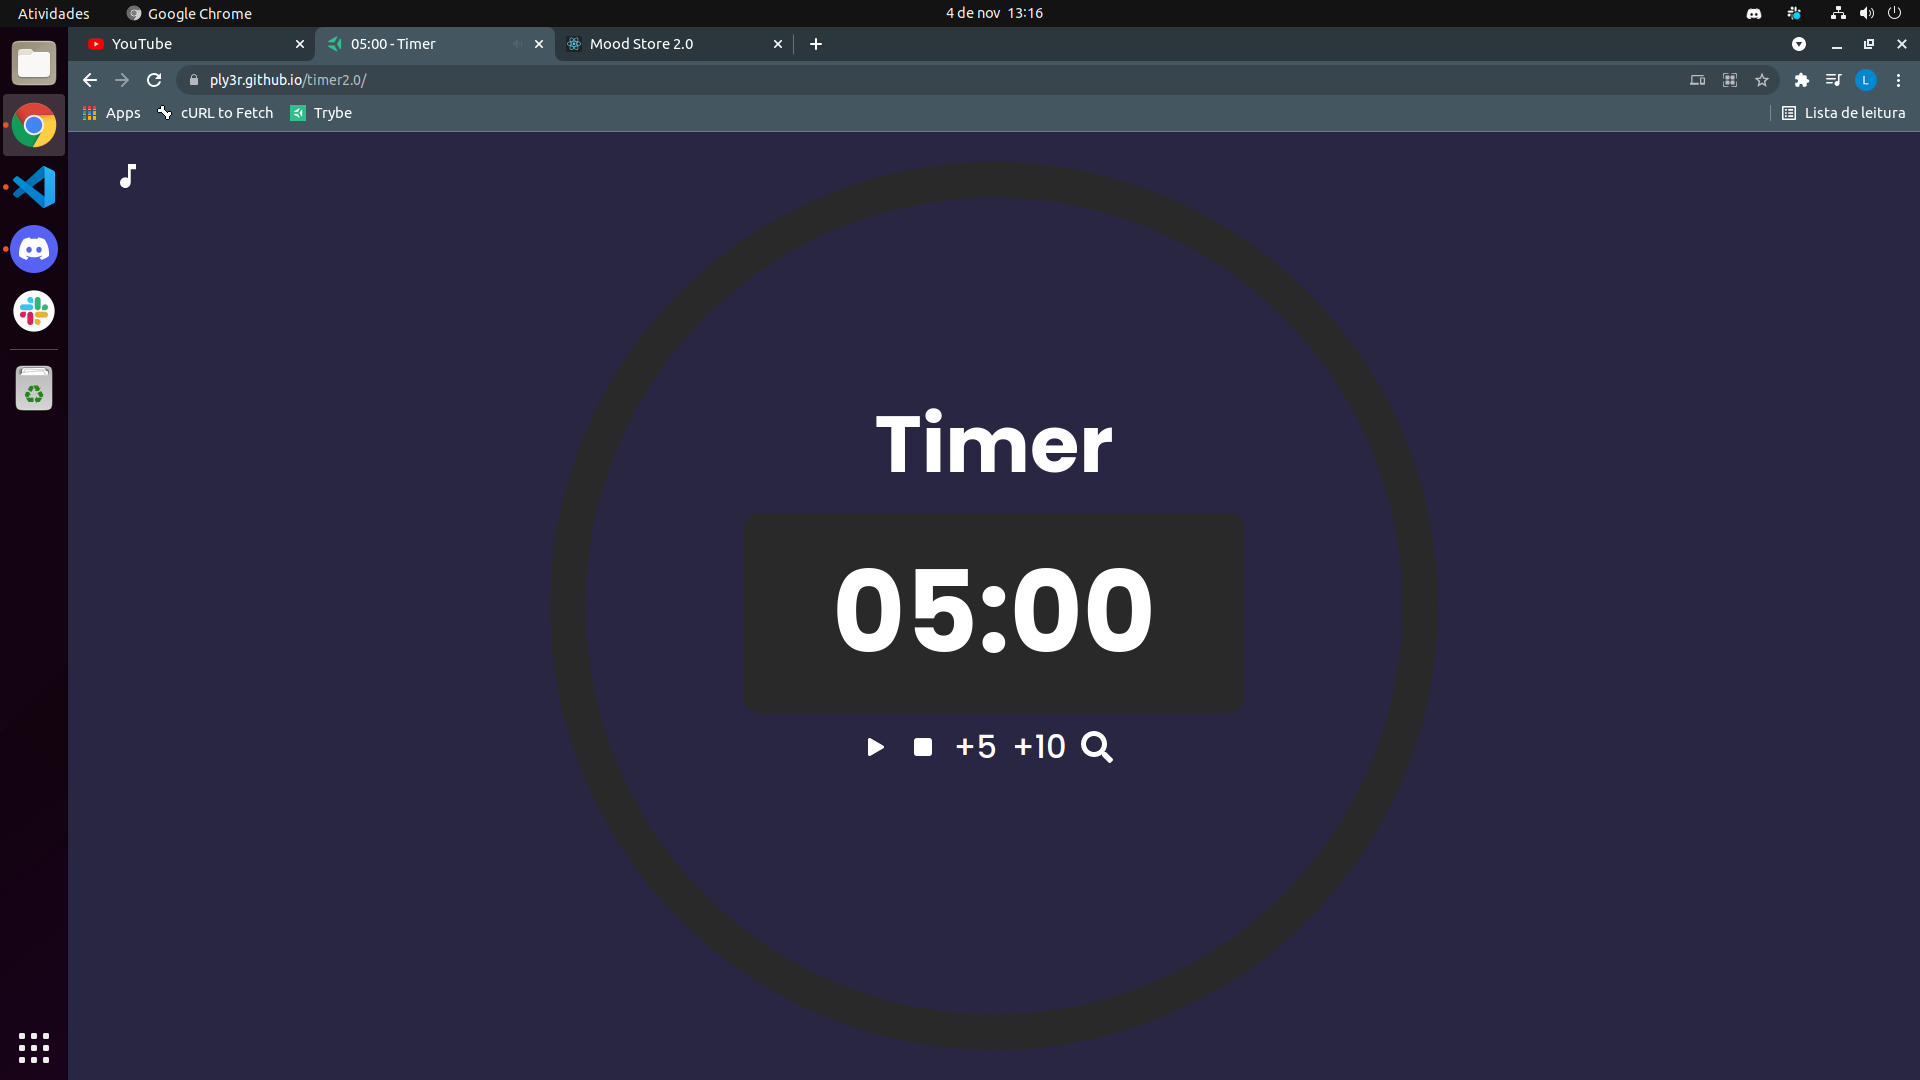 Atividades
Google Chrome
4 de nov 13:16
YouTube
05:00 - Timer
Mood Store 2.0
ply3r.github.io/timer2.0/
L
Apps
cURL to Fetch
Trybe
Lista de leitura
Timer
05:00
+5 +10